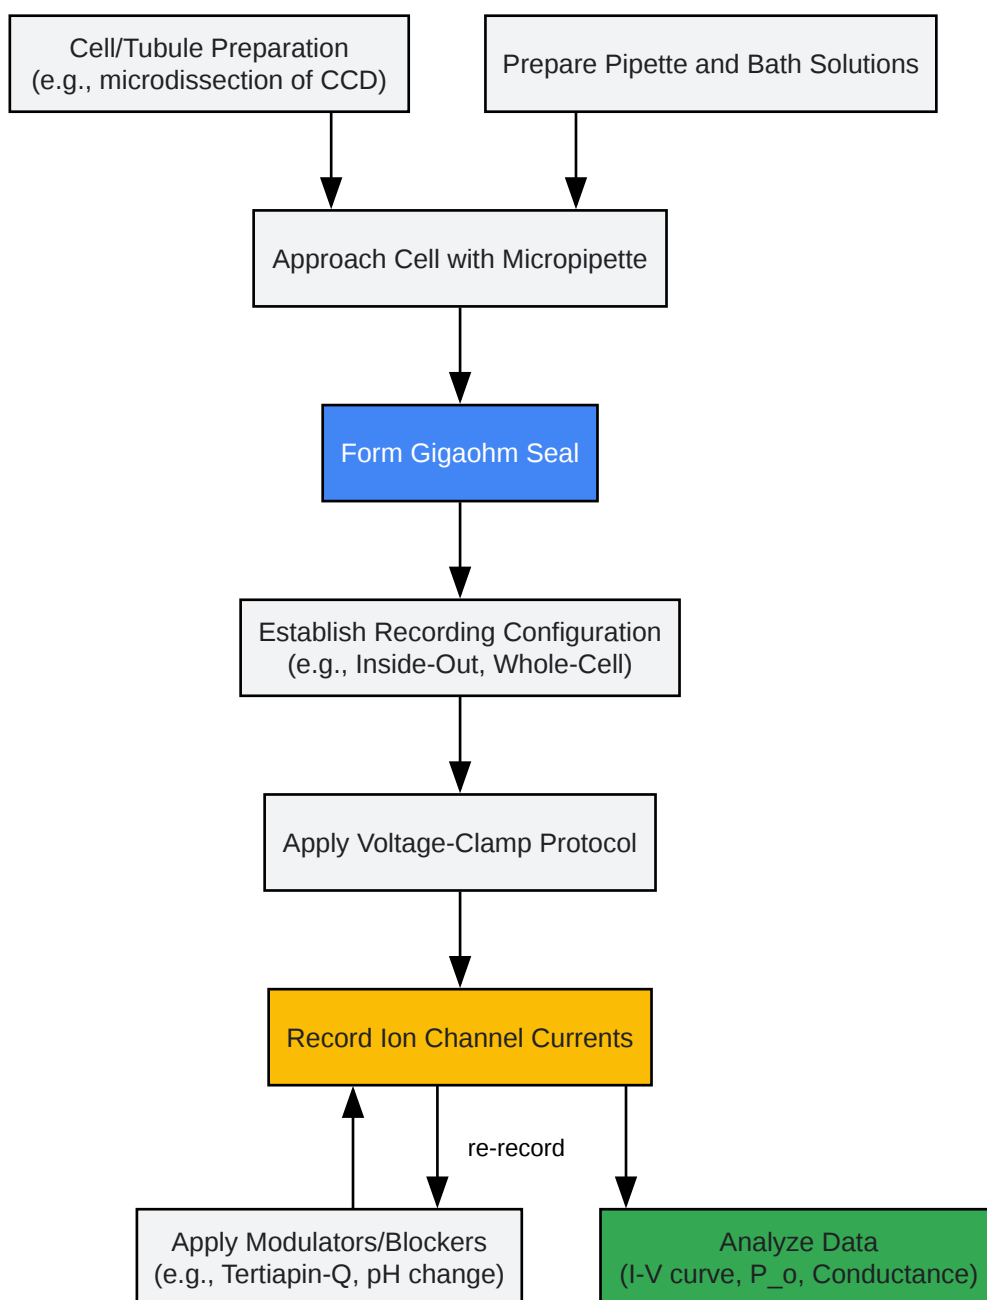 Cell/Tubule Preparation
(e.g., microdissection of CCD)
Prepare Pipette and Bath Solutions
Approach Cell with Micropipette
Form Gigaohm Seal
Establish Recording Configuration
(e.g., Inside-Out, Whole-Cell)
Apply Voltage-Clamp Protocol
Record Ion Channel Currents
re-record
Apply Modulators/Blockers
(e.g., Tertiapin-Q, pH change)
Analyze Data
(I-V curve, P_o, Conductance)